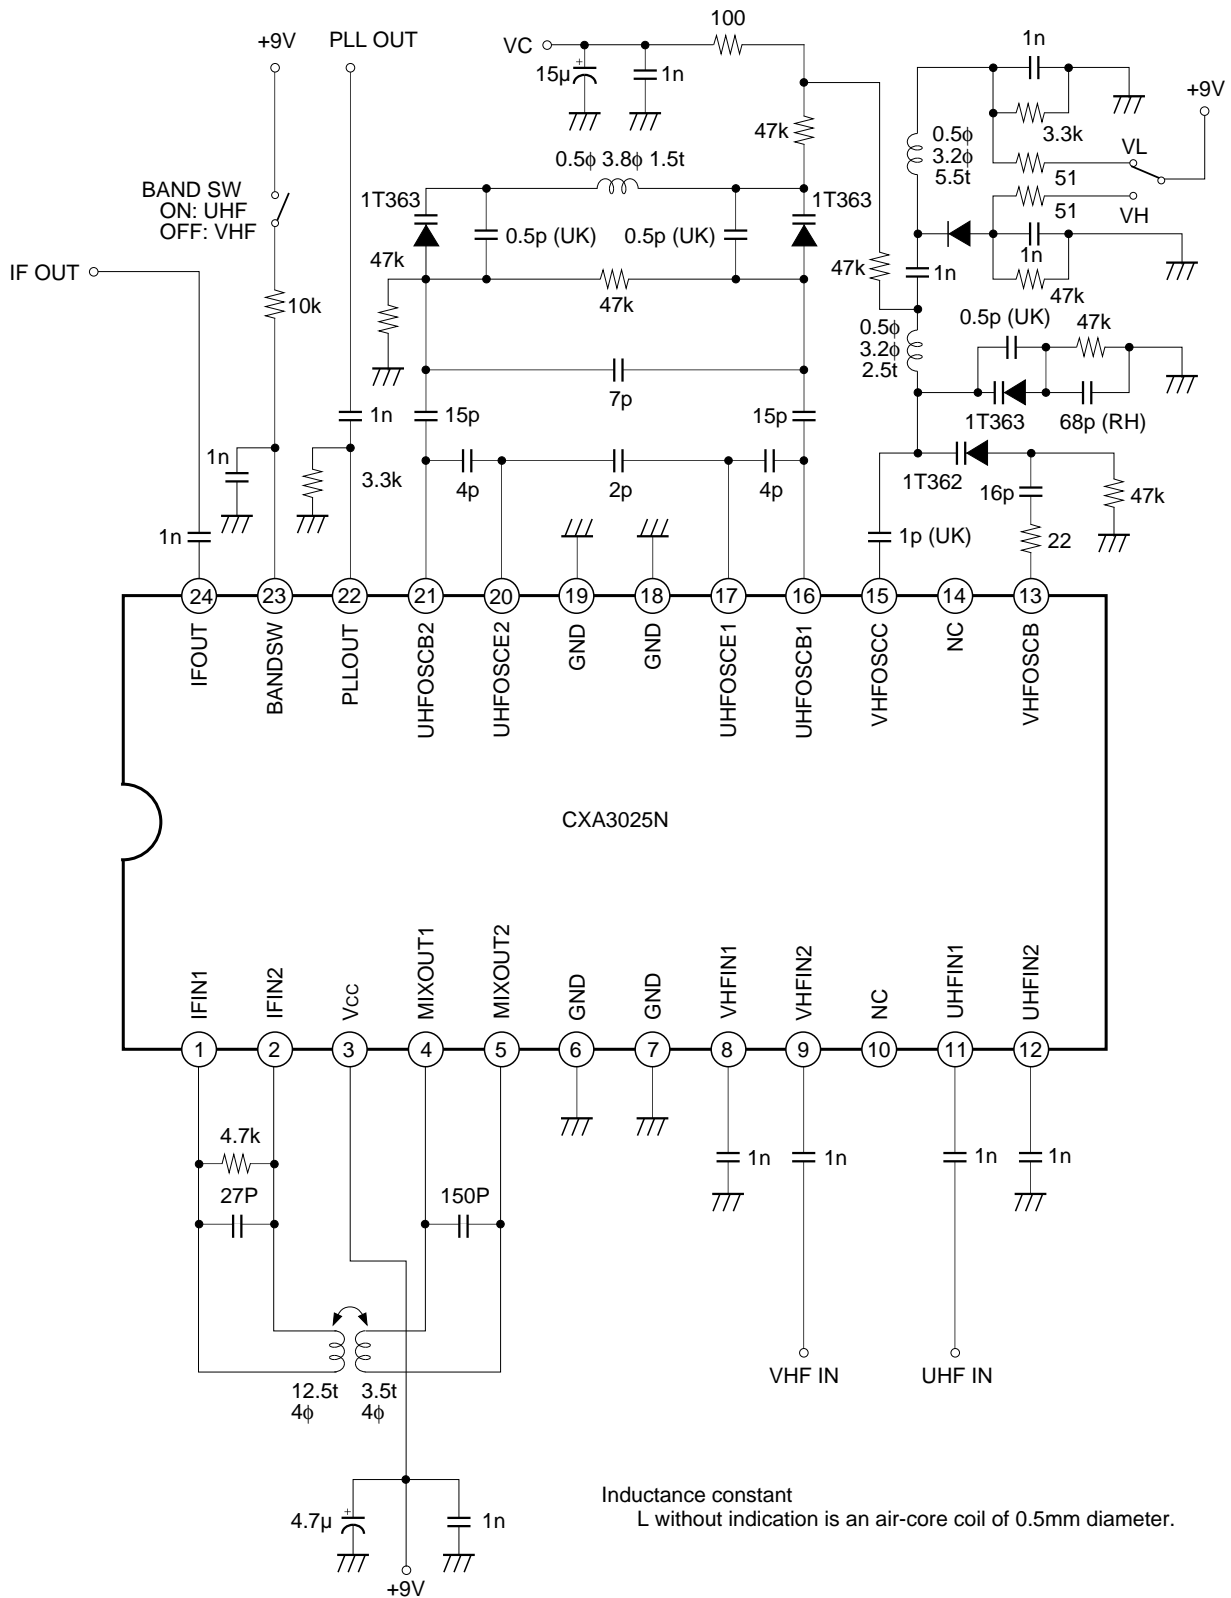 100
+9V
PLL OUT
VC
15μ
+
1n
1n
+9V
47k
3.3k
0.5φ
3.2φ
5.5t
VL
51
0.5φ 3.8φ 1.5t
BAND SW
ON: UHF
OFF: VHF
1T363
1T363
51
VH
0.5p (UK)
0.5p (UK)
1n
IF OUT
47k
47k
47k
1n
47k
10k
0.5p (UK)
47k
0.5φ
3.2φ
2.5t
7p
1n
15p
15p
1T363
68p (RH)
1n
3.3k
4p
2p
4p
1T362
16p
47k
1n
1p (UK)
22
24
23
22
21
20
19
18
17
16
15
14
13
IFOUT
BANDSW
PLLOUT
UHFOSCB2
UHFOSCE2
GND
GND
UHFOSCE1
UHFOSCB1
VHFOSCC
NC
VHFOSCB
CXA3025N
IFIN1
IFIN2
VCC
MIXOUT1
MIXOUT2
GND
GND
VHFIN1
VHFIN2
NC
UHFIN1
UHFIN2
1
2
3
4
5
6
7
8
9
10
11
12
4.7k
1n
1n
1n
1n
27P
150P
VHF IN
UHF IN
12.5t
4φ
3.5t
4φ
4.7μ
+
1n
+9V
Inductance constant
L without indication is an air-core coil of 0.5mm diameter.